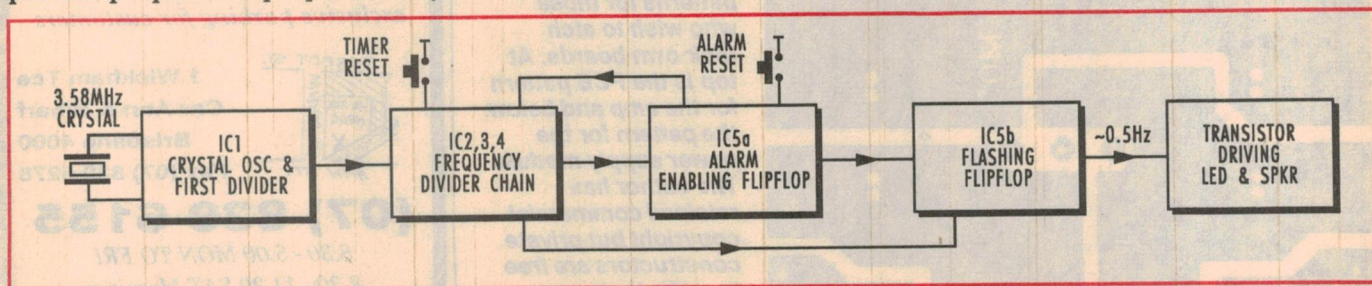 TIMER
RESET
ALARM
RESET
3.58MHz
CRYSTAL
IC1
CRYSTAL OSC &
FIRST DIVIDER
IC2,3,4
FREQUENCY
DIVIDER CHAIN
IC5a
ALARM
ENABLING FLIPFLOP
IC5b
FLASHING
FLIPFLOP
~0.5Hz
TRANSISTOR
DRIVING
LED & SPKR